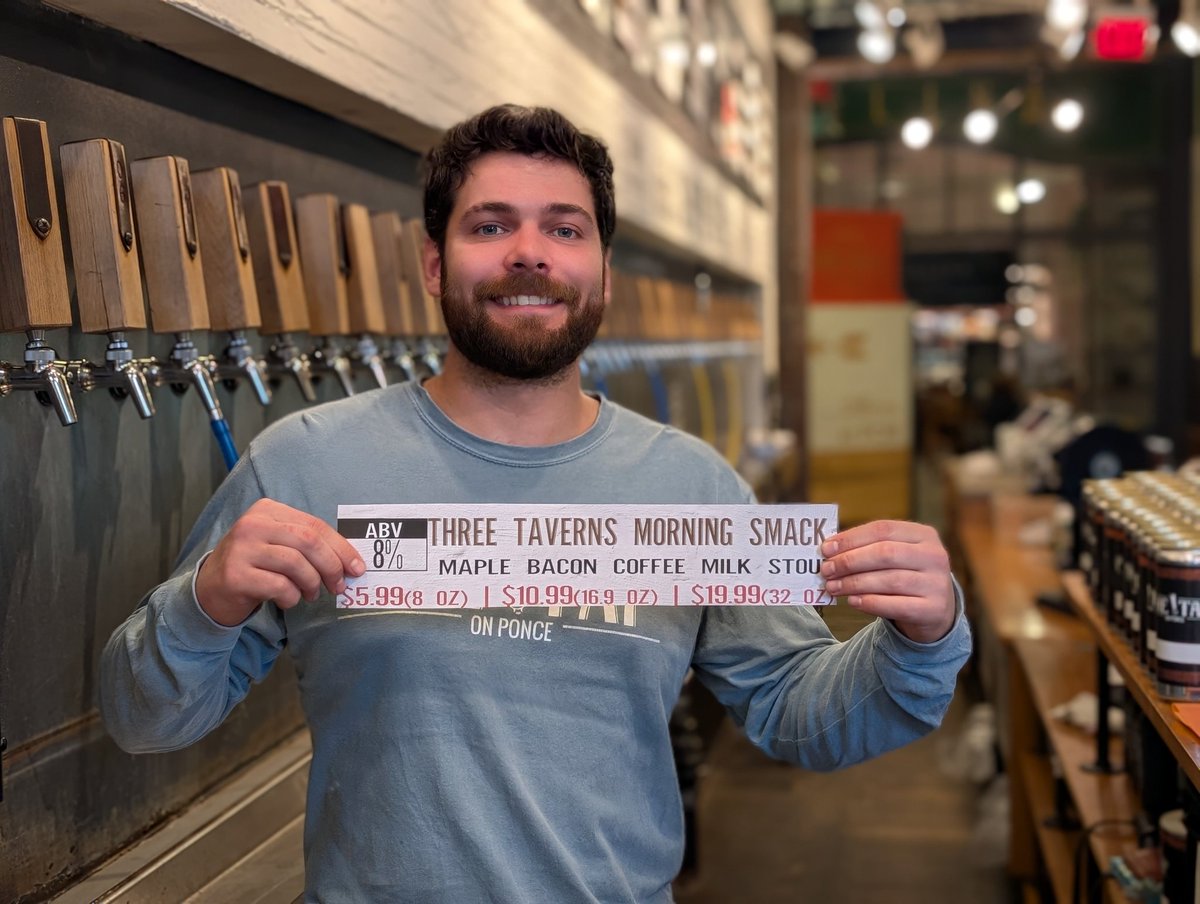 ABV
8%
THREE TAVERNS MORNING SMACK
MAPLE BACON COFFEE MILK STOU
$5.99(8 OZ) | $10.99(16.9 OZ) | $19.99(32 OZ)
ON PONCE